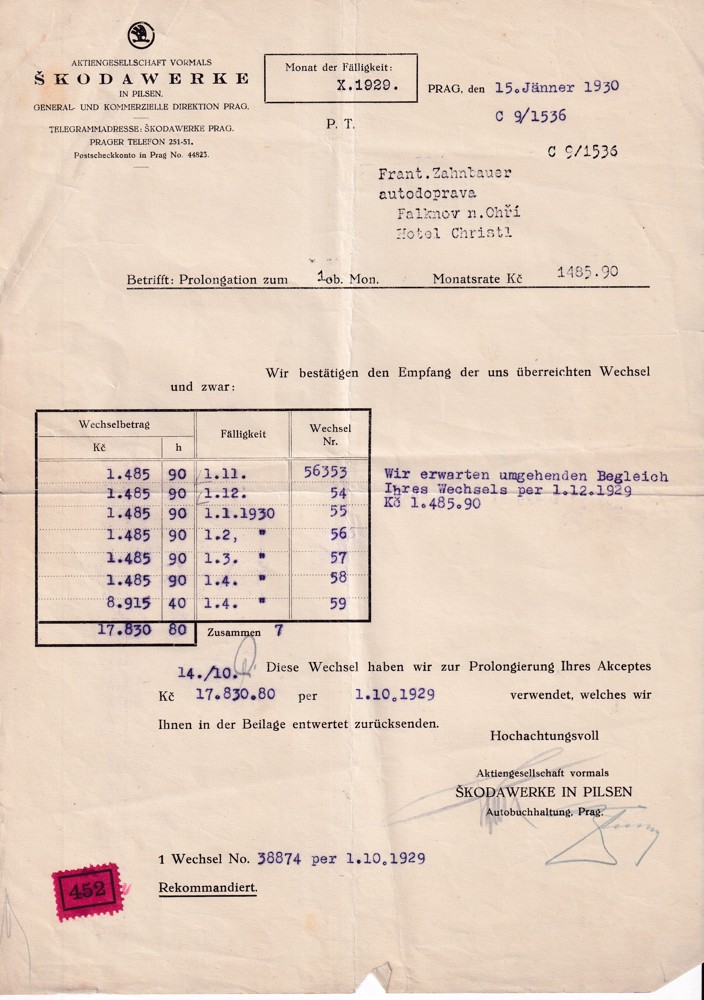 AKTIENGESELLSCHAFT VORMALS
ŠKODAWERKE
IN PILSEN.
GENERAL- UND KOMMERZIELLE DIREKTION PRAG.
TELEGRAMMADRESSE: ŠKODAWERKE PRAG.
PRAGER TELEFON 251-51.
Postscheckkonto in Prag No. 44823.
Monat der Fälligkeit:
X.1929.
PRAG, den 15.Jänner 1930
C 9/1536
P. T.
C 9/1536
Frant.Zahnbauer
autodoprava
Falknov n.Ohří
Hotel Christl
Betrifft: Prolongation zum 1ob. Mon. Monatsrate Kč 1485.90
Wir bestätigen den Empfang der uns überreichten Wechsel
und zwar:
Wechselbetrag Fälligkeit Wechsel Nr.
Kč h
1.485 90 1.11. 56353
1.485 90 1.12. 54
1.485 90 1.1.1930 55
1.485 90 1.2, " 56
1.485 90 1.3. " 57
1.485 90 1.4. " 58
8.915 40 1.4. " 59
17.830 80 Zusammen 7
Wir erwarten umgehenden Begleich
Ihres Wechsels per 1.12.1929
Kč 1.485.90
14./10. Diese Wechsel haben wir zur Prolongierung Ihres Akceptes
Kč 17.830.80 per 1.10.1929 verwendet, welches wir
Ihnen in der Beilage entwertet zurücksenden.
Hochachtungsvoll
Aktiengesellschaft vormals
ŠKODAWERKE IN PILSEN
Autobuchhaltung, Prag.
1 Wechsel No. 38874 per 1.10.1929
Rekommandiert.
452